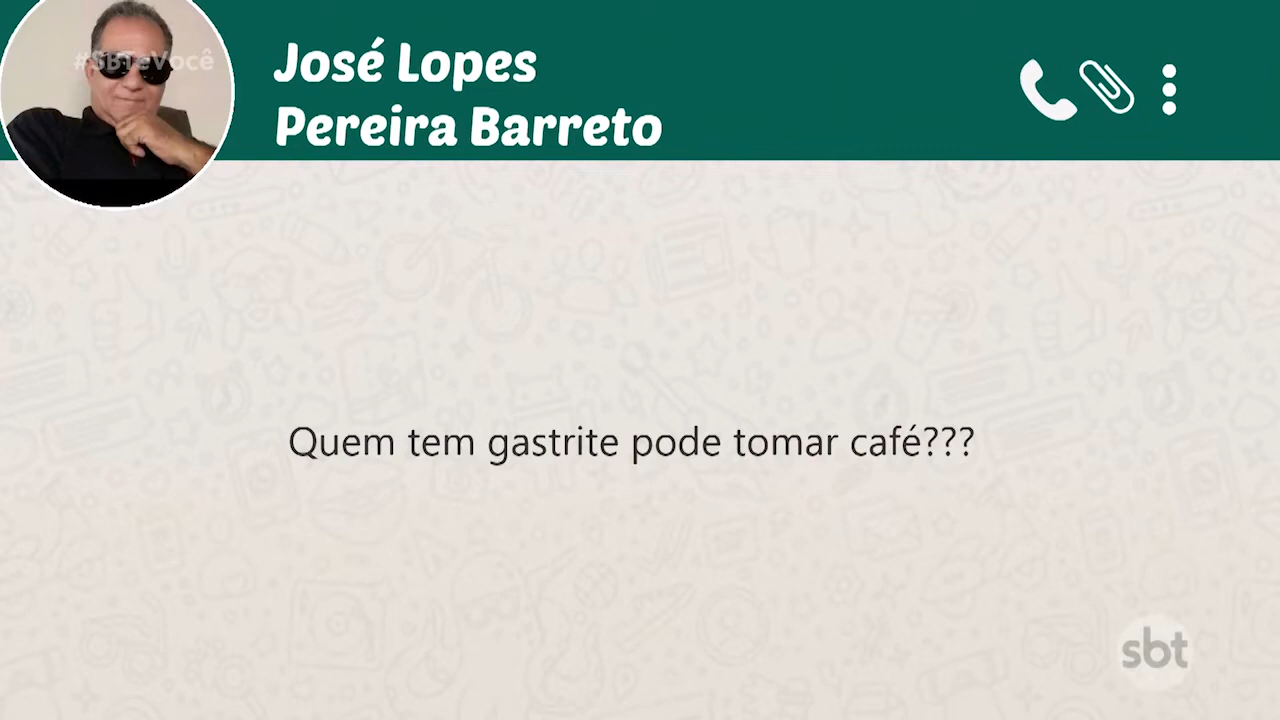 #SBTeVocê
José Lopes
Pereira Barreto
Quem tem gastrite pode tomar café???
sbt